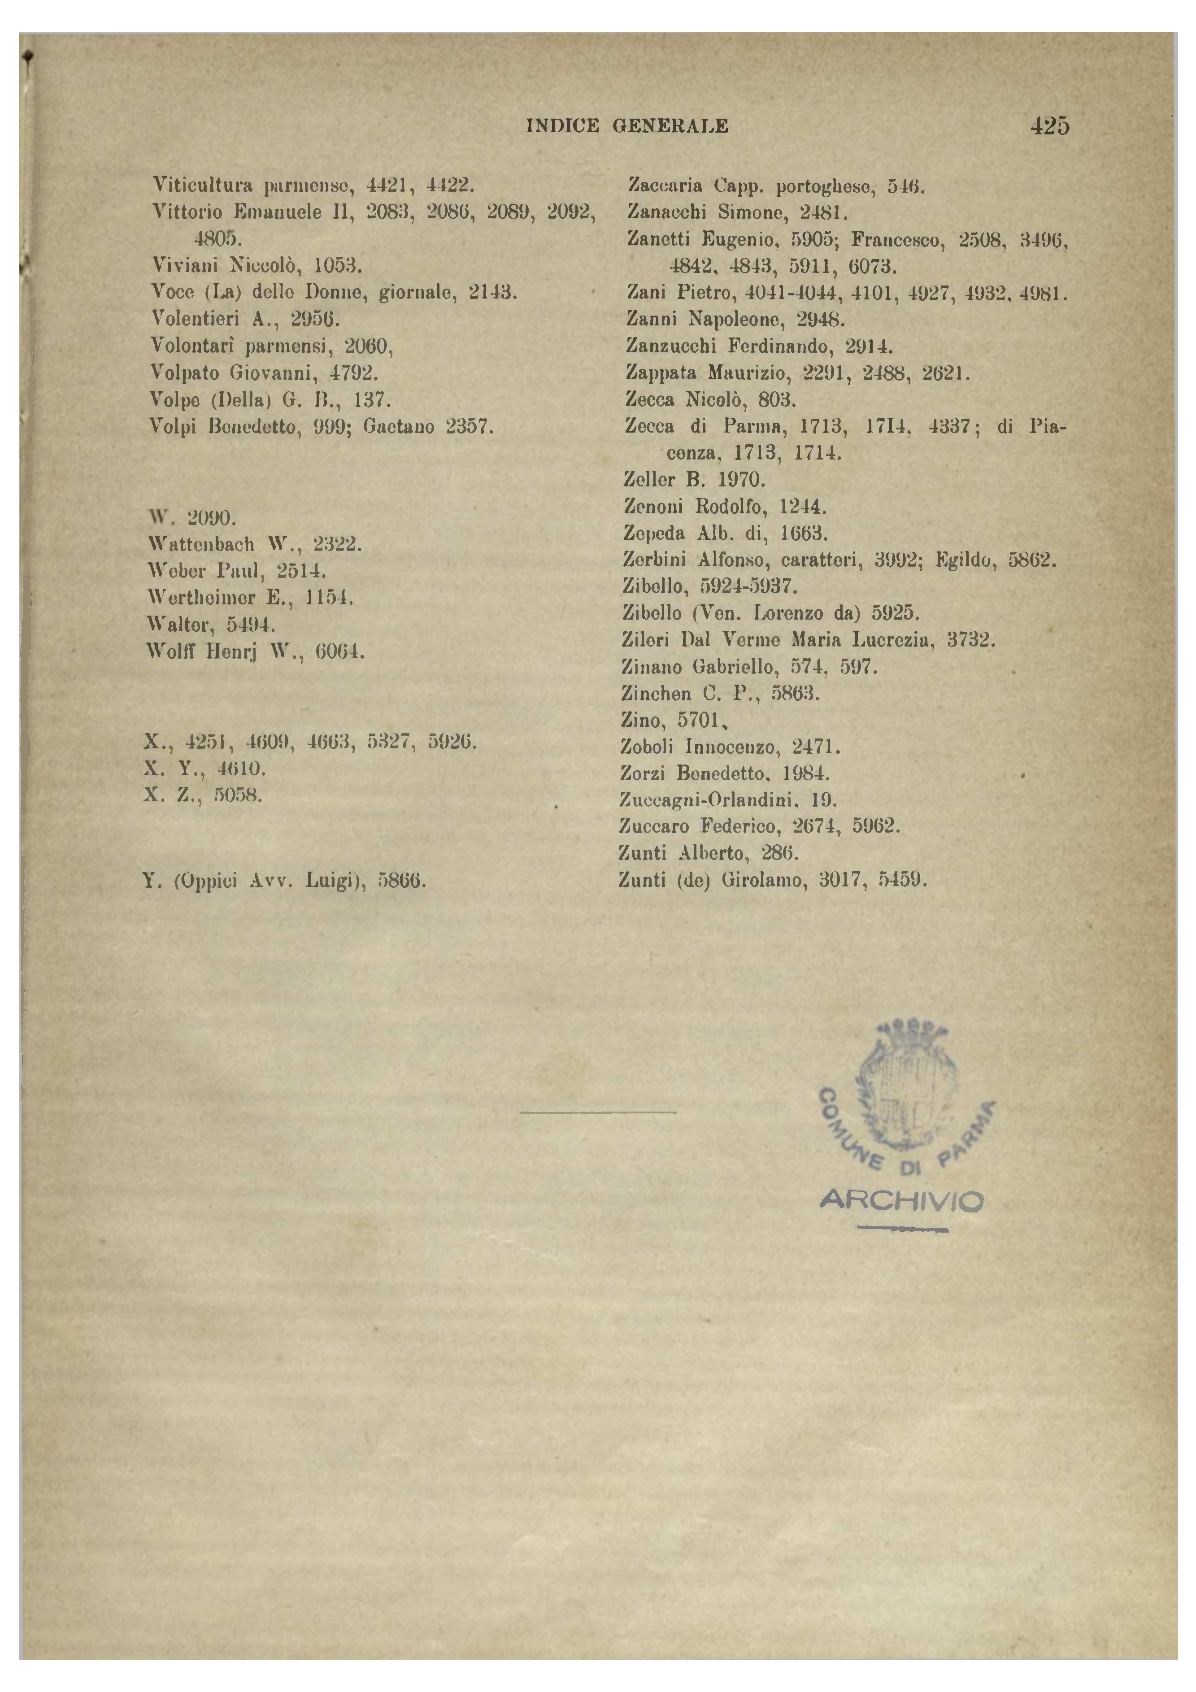 INDICE GENERALE 425
Viticultura parmense, 4421, 4422.
Vittorio Emanuele II, 2083, 2086, 2089, 2092,
4805.
Viviani Niccolò, 1053.
Voce (La) delle Donne, giornale, 2143.
Volentieri A., 2956.
Volontarî parmensi, 2060,
Volpato Giovanni, 4792.
Volpe (Della) G. B., 137.
Volpi Benedetto, 999; Gaetano 2357.
W. 2090.
Wattenbach W., 2322.
Weber Paul, 2514.
Wertheimer E., 1154.
Walter, 5494.
Wolff Henrj W., 6064.
X., 4251, 4609, 4663, 5327, 5926.
X. Y., 4610.
X. Z., 5058.
Y. (Oppici Avv. Luigi), 5866.
Zaccaria Capp. portoghese, 546.
Zanacchi Simone, 2481.
Zanetti Eugenio, 5905; Francesco, 2508, 3496,
4842, 4843, 5911, 6073.
Zani Pietro, 4041-4044, 4101, 4927, 4932, 4981.
Zanni Napoleone, 2948.
Zanzucchi Ferdinando, 2914.
Zappata Maurizio, 2291, 2488, 2621.
Zecca Nicolò, 803.
Zecca di Parma, 1713, 1714, 4337; di Pia-
cenza, 1713, 1714.
Zeller B. 1970.
Zenoni Rodolfo, 1244.
Zepeda Alb. di, 1663.
Zerbini Alfonso, caratteri, 3992; Egildo, 5862.
Zibello, 5924-5937.
Zibello (Ven. Lorenzo da) 5925.
Zileri Dal Verme Maria Lucrezia, 3732.
Zinano Gabriello, 574, 597.
Zinchen C. P., 5863.
Zino, 5701,
Zoboli Innocenzo, 2471.
Zorzi Benedetto, 1984.
Zuccagni-Orlandini, 19.
Zuccaro Federico, 2674, 5962.
Zunti Alberto, 286.
Zunti (de) Girolamo, 3017, 5459.
COMUNE DI PARMA
ARCHIVIO